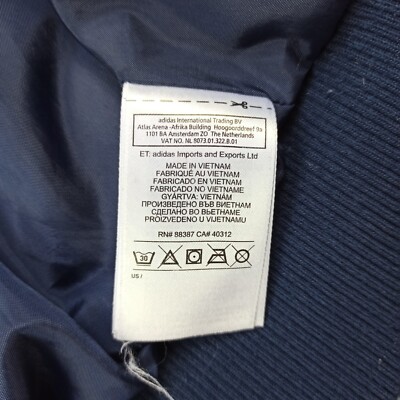 adidas International Trading BV
Atlas Arena -Afrika Building Hoogoorddreef 9a
1101 BA Amsterdam ZO The Netherlands
VAT NO. NL 8073.01.322.B.01
ET: adidas Imports and Exports Ltd
MADE IN VIETNAM
FABRIQUÉ AU VIETNAM
FABRICADO EN VIETNAM
FABRICADO NO VIETNAME
GYÁRTVA: VIETNÁM
ПРОИЗВЕДЕНО ВЪВ ВИЕТНАМ
СДЕЛАНО ВО ВЬЕТНАМЕ
PROIZVEDENO U VIJETNAMU
RN# 88387 CA# 40312
30
US /